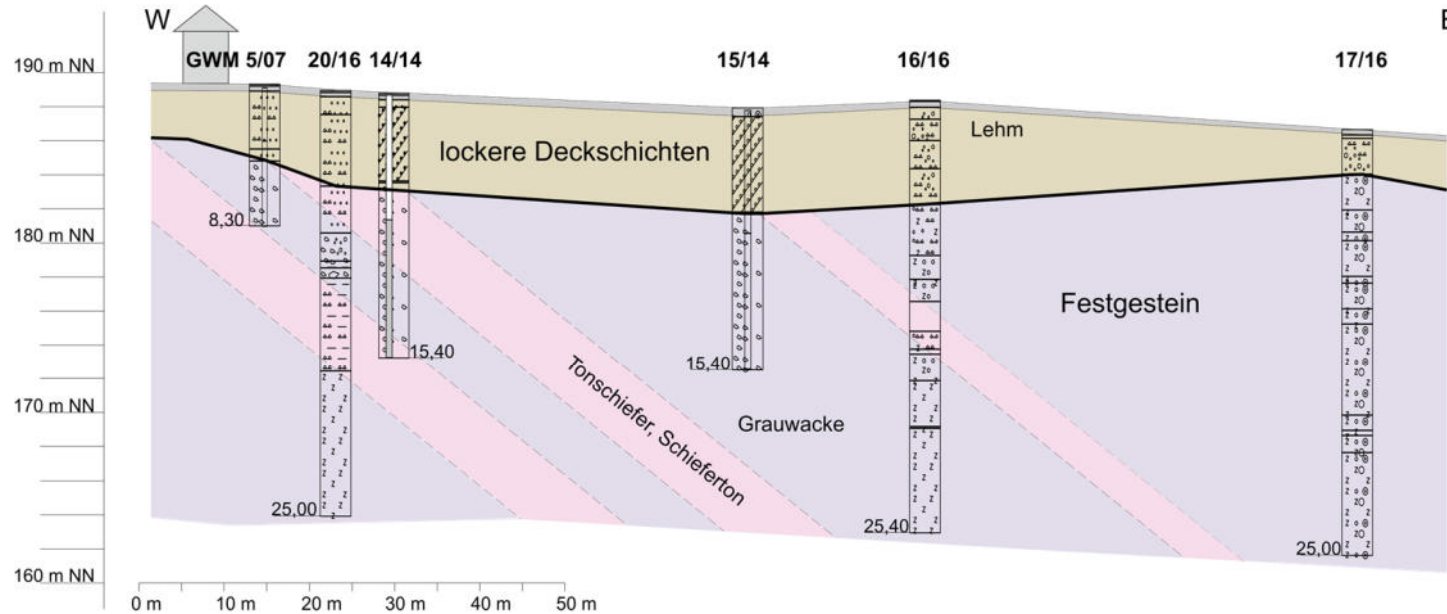 W
E
GWM 5/07 20/16 14/14 15/14 16/16 17/16
190 m NN
180 m NN
170 m NN
160 m NN
Lehm
lockere Deckschichten
8,30
Festgestein
15,40
15,40
Tonschiefer, Schieferton
Grauwacke
25,00
25,40
25,00
0 m 10 m 20 m 30 m 40 m 50 m